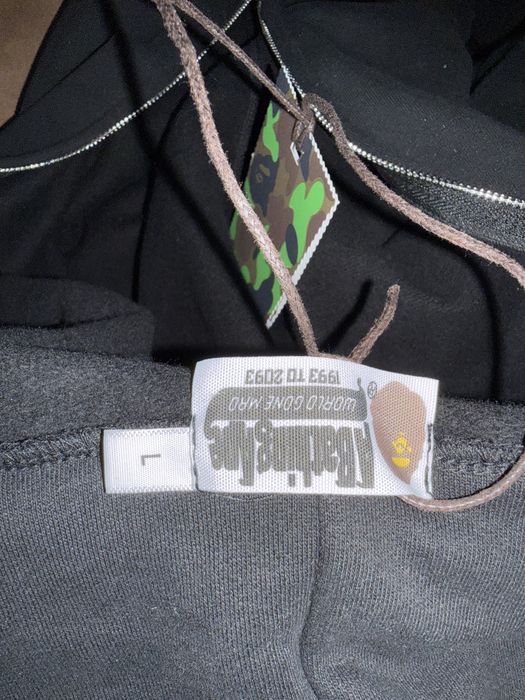 A Bathing Ape
WORLD GONE MAD
1993 TO 2093
L